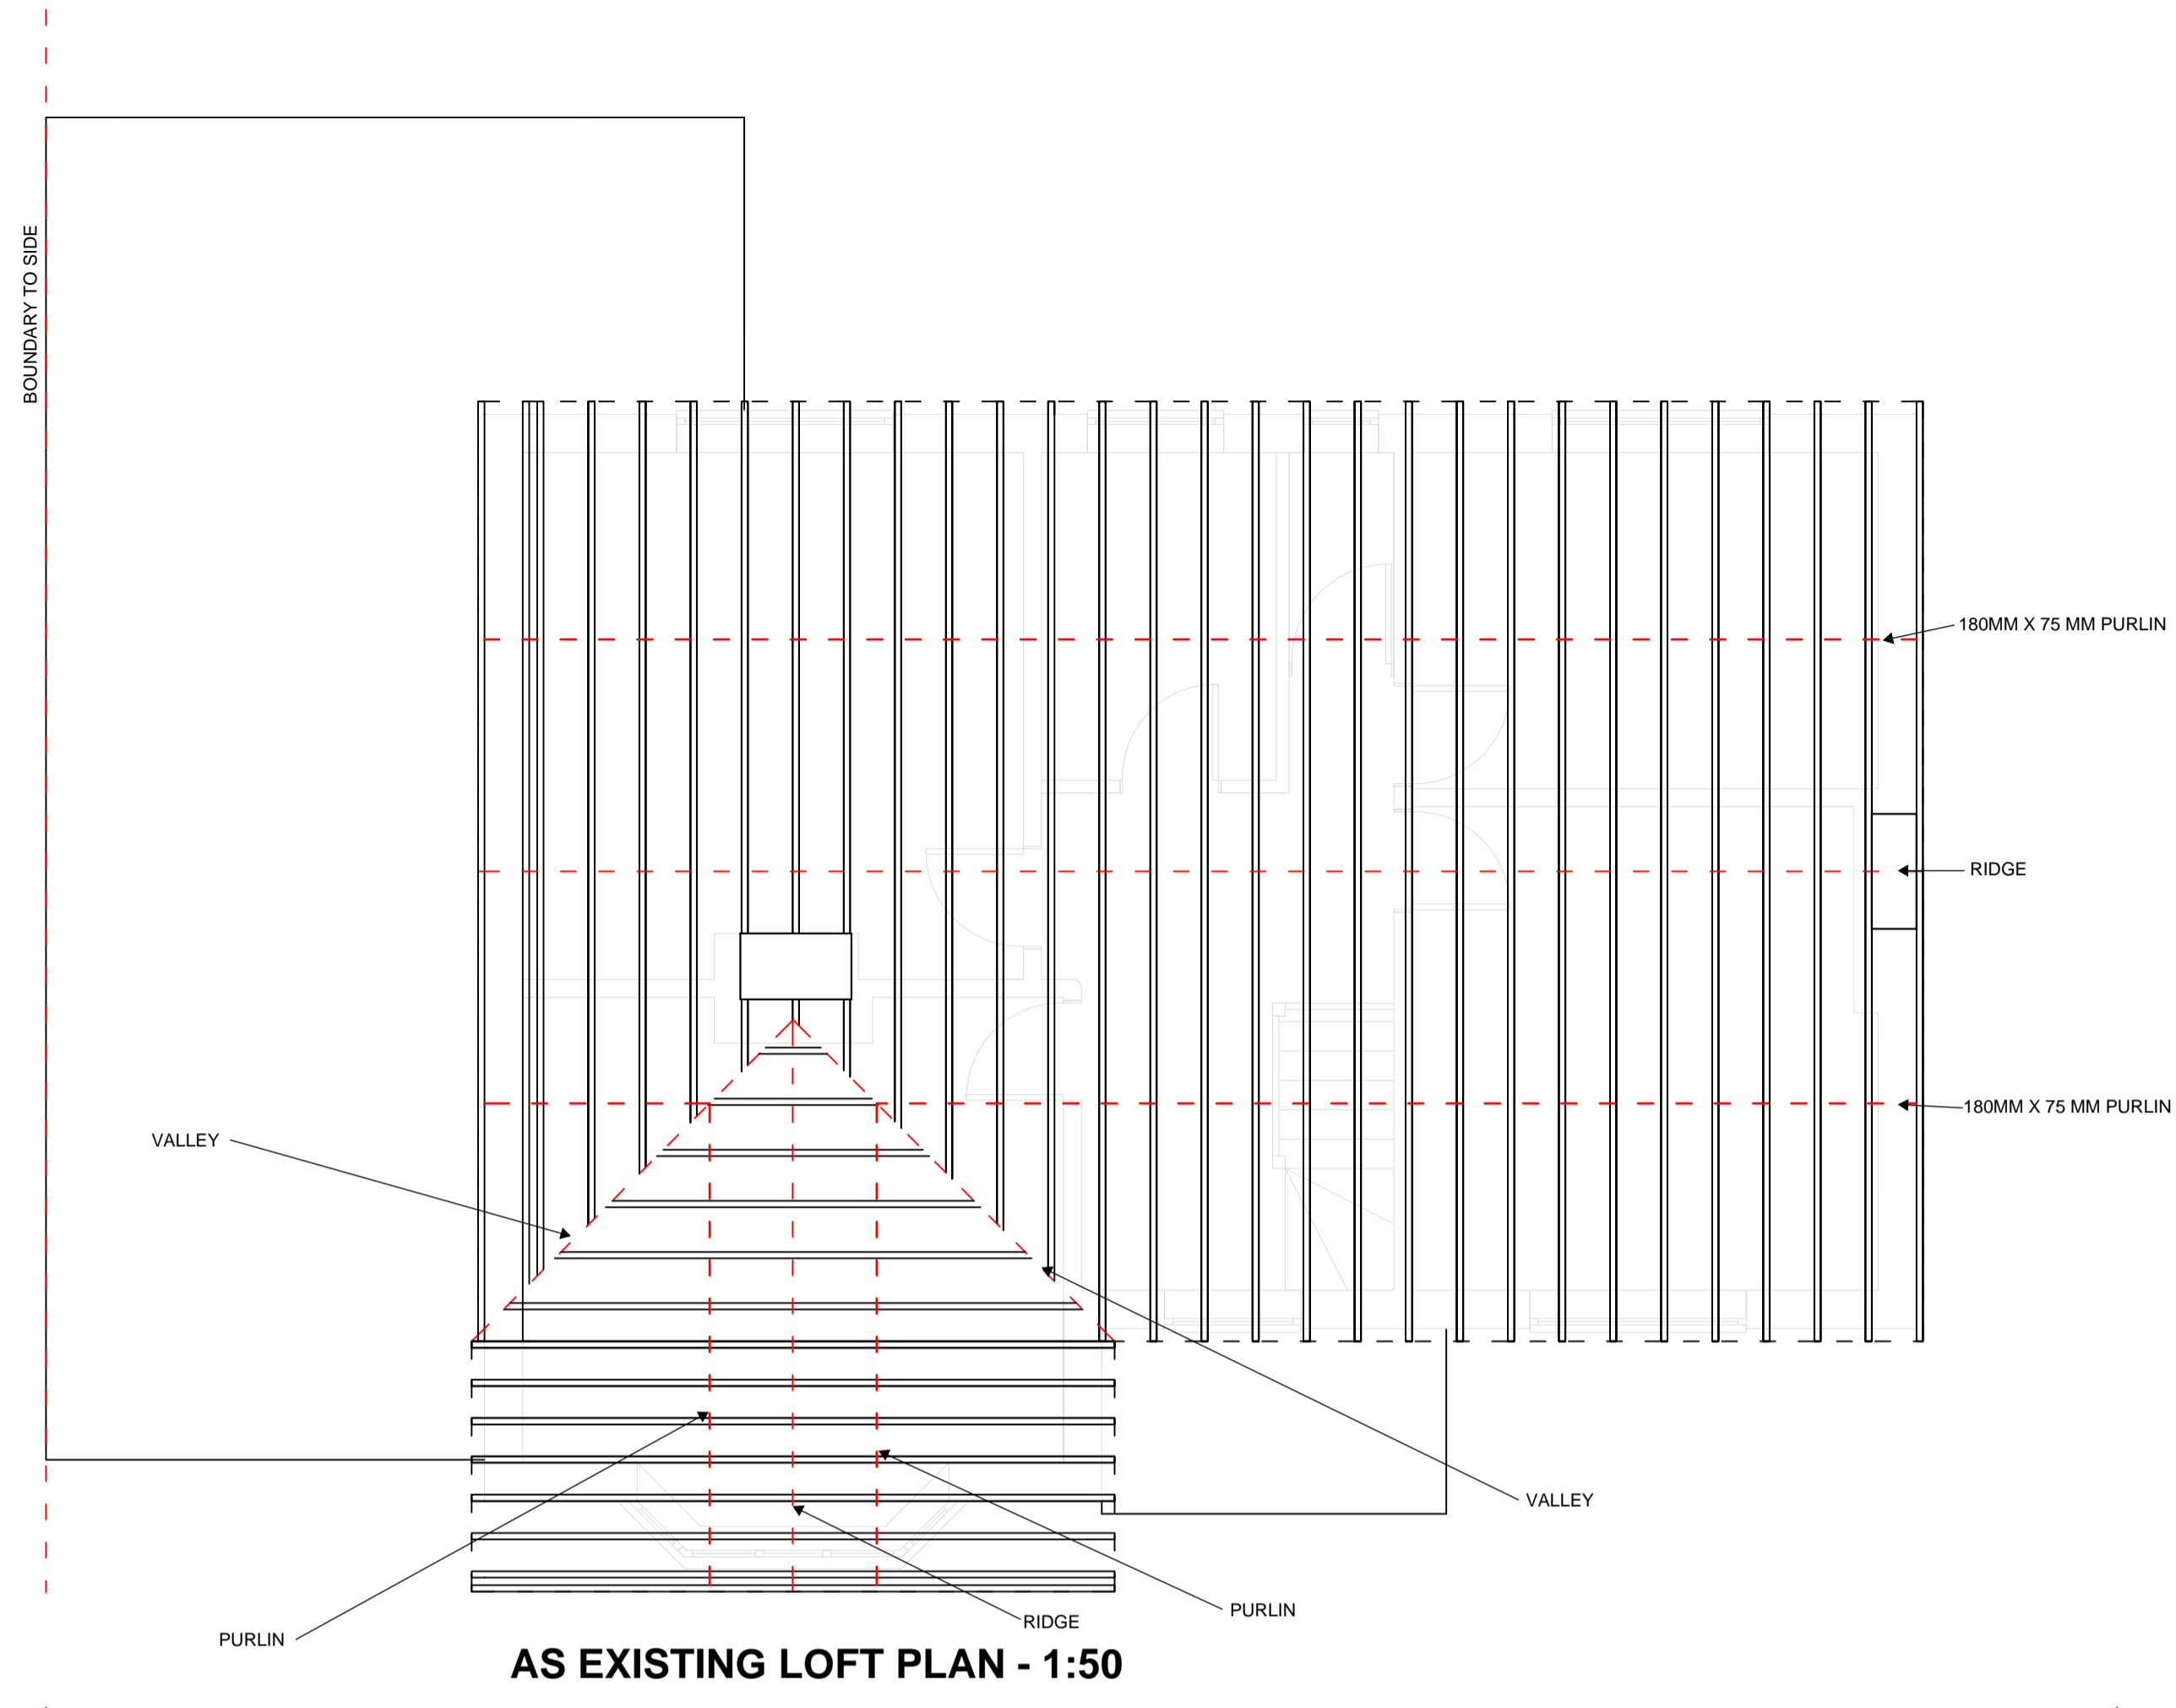 BOUNDARY TO SIDE
180MM X 75 MM PURLIN
RIDGE
180MM X 75 MM PURLIN
VALLEY
VALLEY
PURLIN
RIDGE
PURLIN
AS EXISTING LOFT PLAN - 1:50